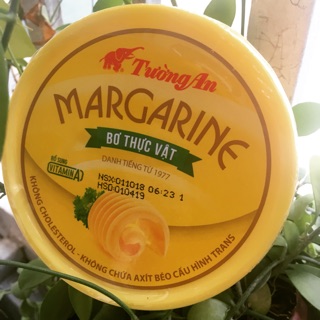 Tường An
MARGARINE
BƠ THỰC VẬT
DANH TIẾNG TỪ 1977
BỔ SUNG
VITAMIN A
NSX:011018 06:23 1
HSD:010419
KHÔNG CHOLESTEROL - KHÔNG CHỨA AXÍT BÉO CẤU HÌNH TRANS